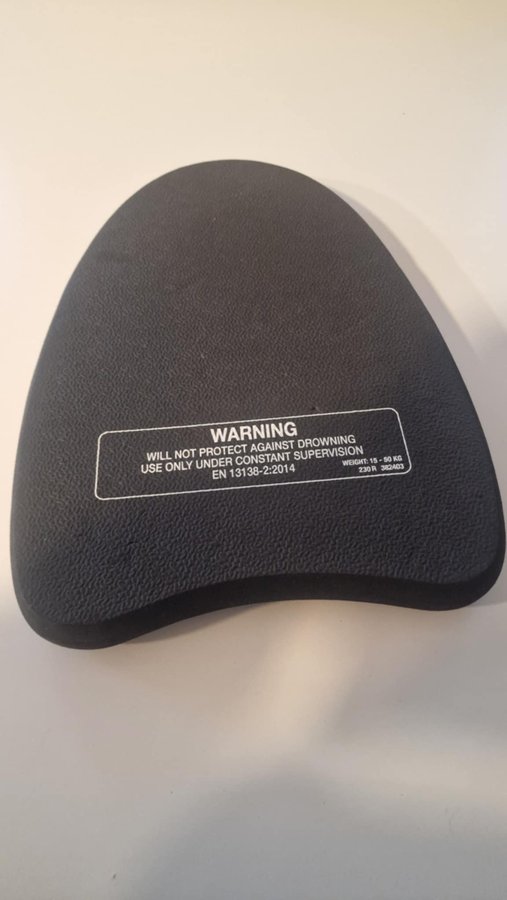 WARNING
WILL NOT PROTECT AGAINST DROWNING
USE ONLY UNDER CONSTANT SUPERVISION
EN 13138-2:2014
WEIGHT: 15 - 90 KG
230 R 382403